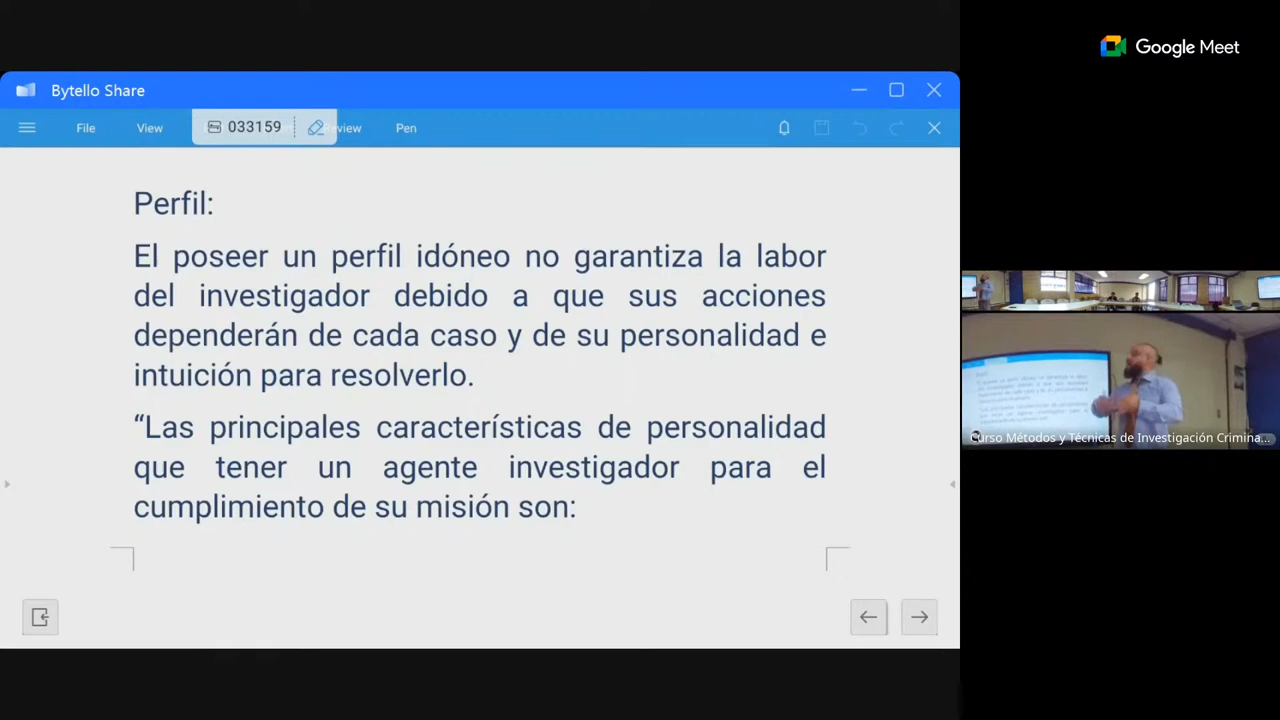 Google Meet
Bytello Share
File View 033159 Review Pen
Perfil:
El poseer un perfil idóneo no garantiza la labor
del investigador debido a que sus acciones
dependerán de cada caso y de su personalidad e
intuición para resolverlo.
“Las principales características de personalidad
que tener un agente investigador para el
cumplimiento de su misión son:
Curso Métodos y Técnicas de Investigación Crimina...